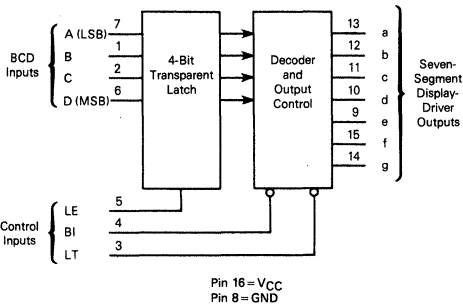 BCD
Inputs
A (LSB)
7
B
1
C
2
D (MSB)
6
4-Bit
Transparent
Latch
Decoder
and
Output
Control
13
a
12
b
11
c
10
d
9
e
15
f
14
g
Seven-
Segment
Display-
Driver
Outputs
Control
Inputs
LE
5
BI
4
LT
3
Pin 16 = VCC
Pin 8 = GND